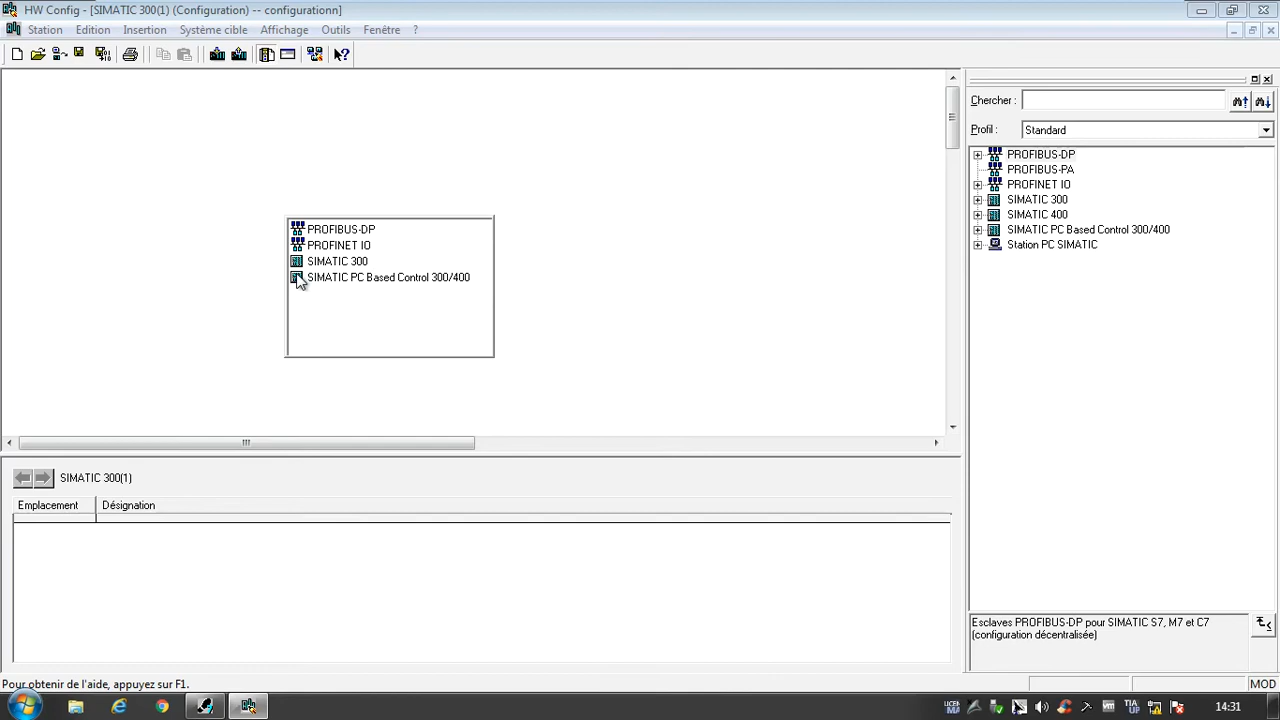 HW Config - [SIMATIC 300(1) (Configuration) -- configurationn]
Station Edition Insertion Système cible Affichage Outils Fenêtre ?
Chercher :
Profil : Standard
PROFIBUS-DP
PROFIBUS-PA
PROFINET IO
SIMATIC 300
SIMATIC 400
SIMATIC PC Based Control 300/400
Station PC SIMATIC
PROFIBUS-DP
PROFINET IO
SIMATIC 300
SIMATIC PC Based Control 300/400
SIMATIC 300(1)
Emplacement Désignation
Esclaves PROFIBUS-DP pour SIMATIC S7, M7 et C7
(configuration décentralisée)
Pour obtenir de l'aide, appuyez sur F1.
MOD
TIA
UP
14:31